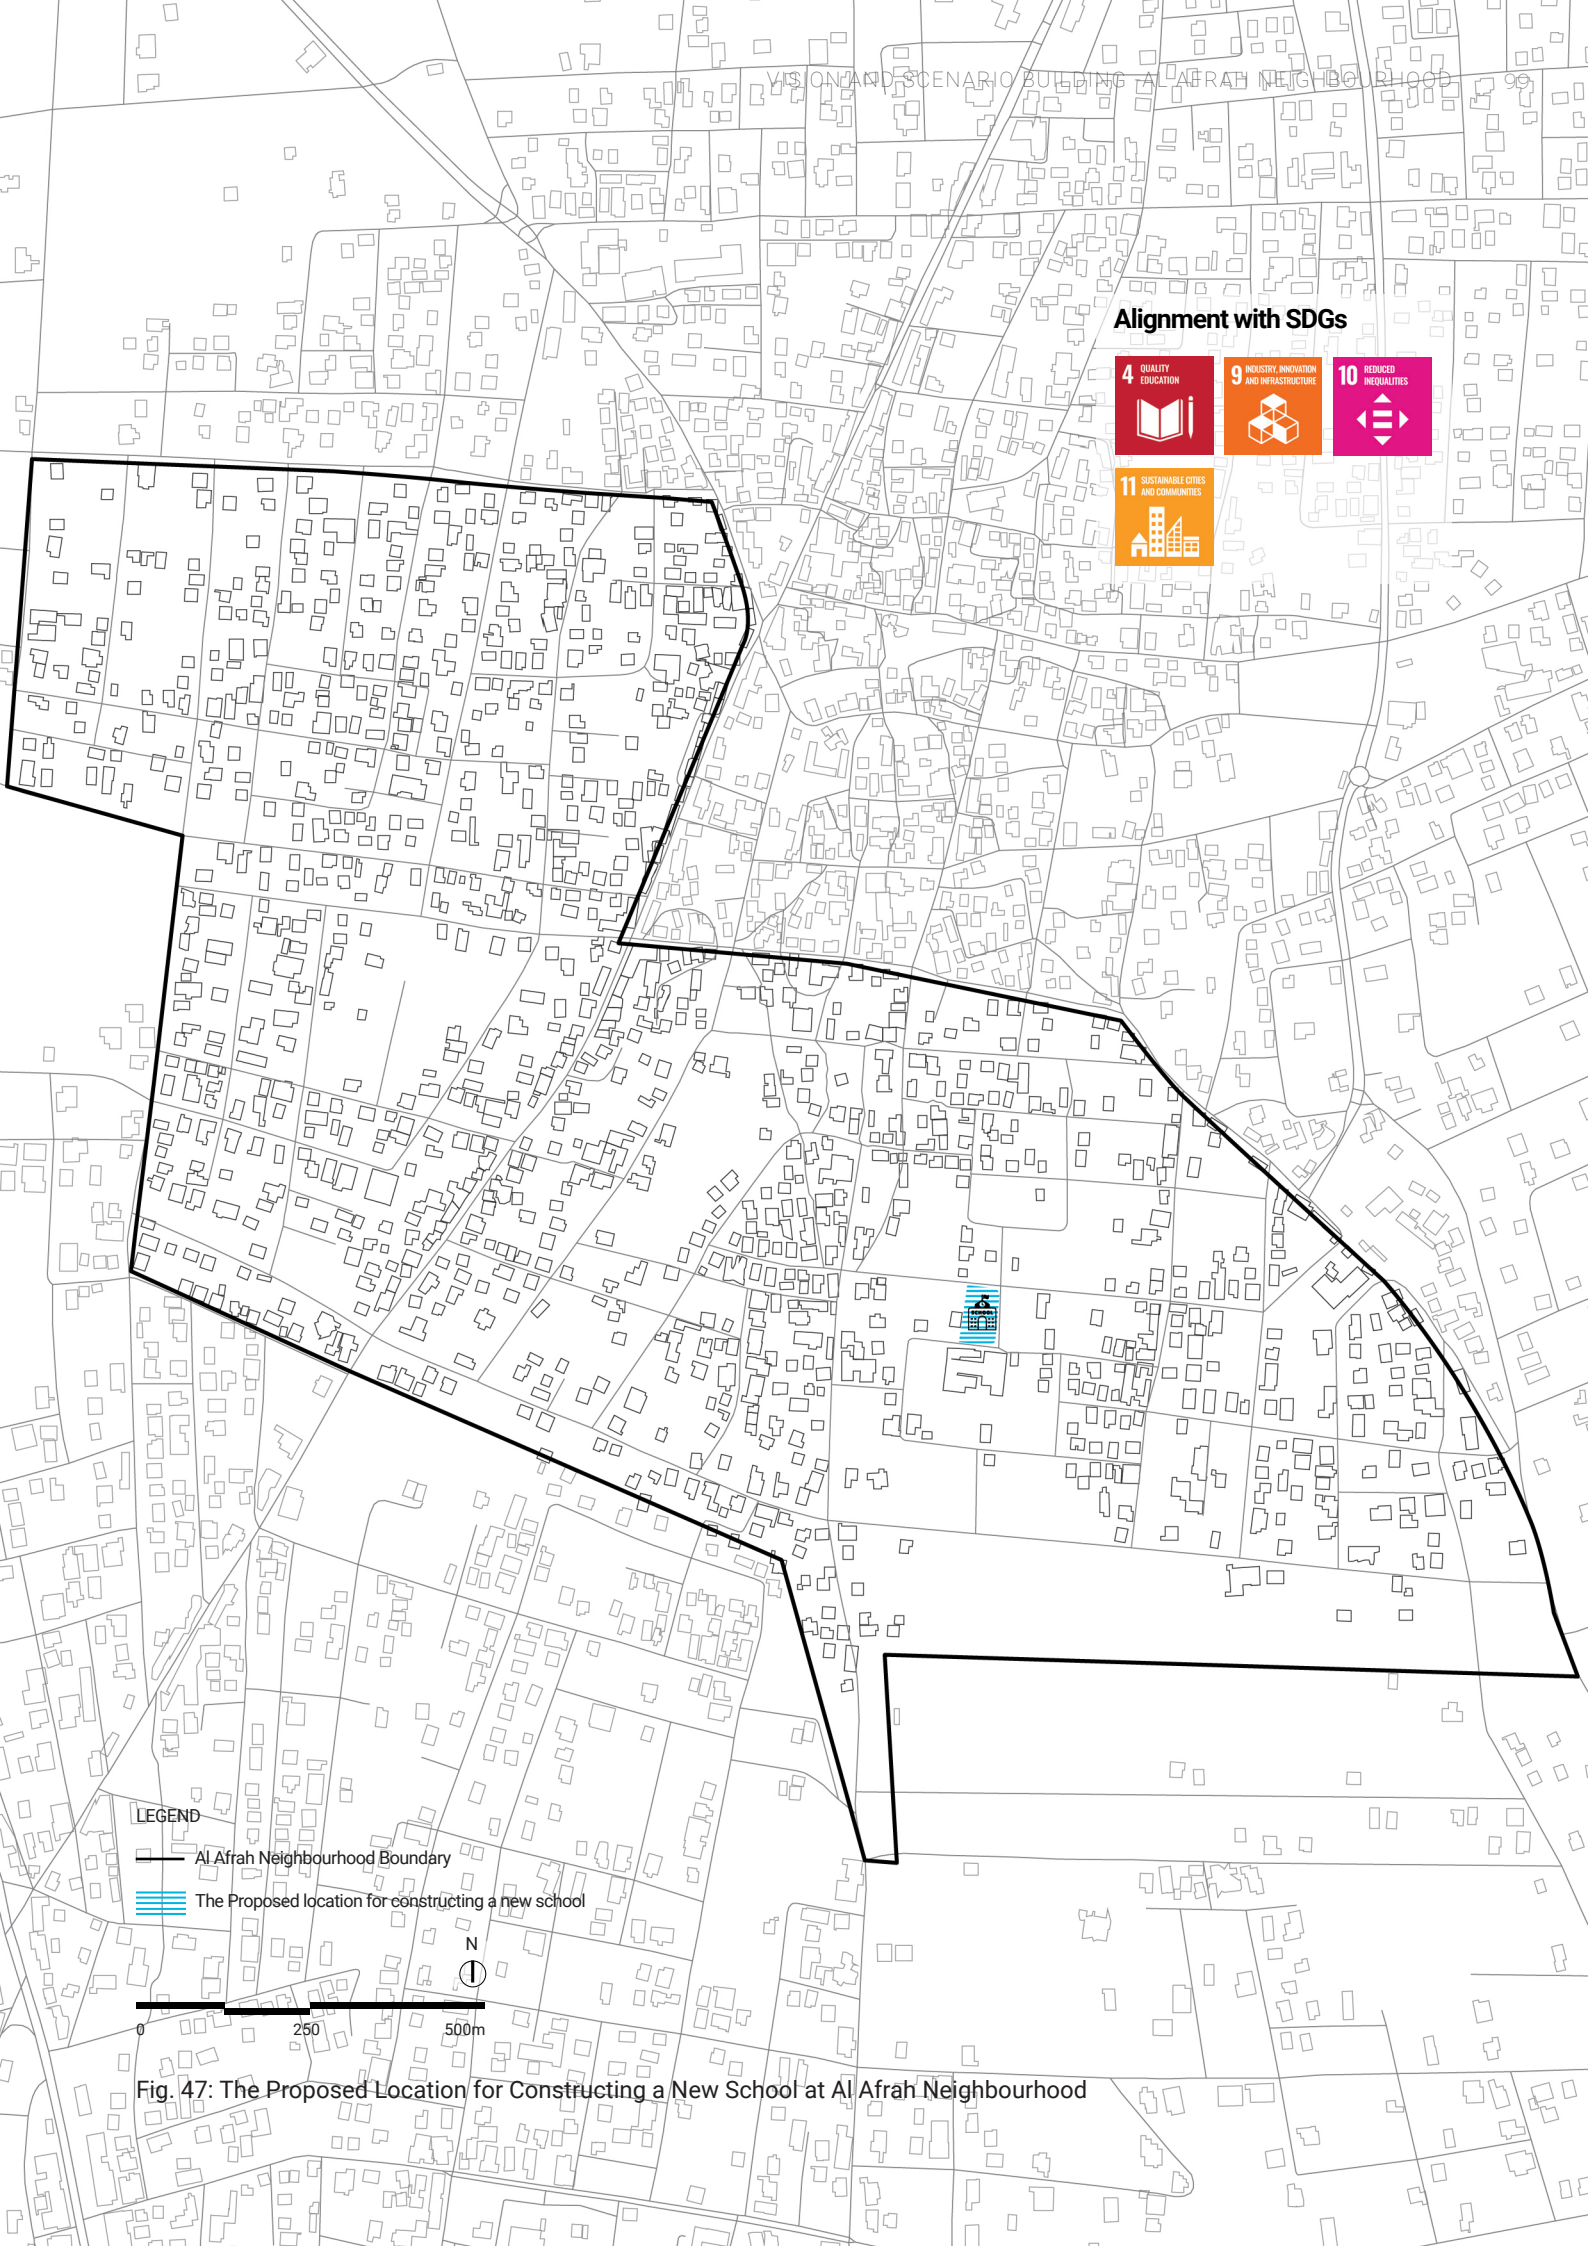 VISION AND SCENARIO BUILDING - AL AFRAH NEIGHBOURHOOD 99
Alignment with SDGs
4 QUALITY
EDUCATION
9 INDUSTRY, INNOVATION
AND INFRASTRUCTURE
10 REDUCED
INEQUALITIES
11 SUSTAINABLE CITIES
AND COMMUNITIES
SCHOOL
LEGEND
Al Afrah Neighbourhood Boundary
The Proposed location for constructing a new school
N
0 250 500m
Fig. 47: The Proposed Location for Constructing a New School at Al Afrah Neighbourhood